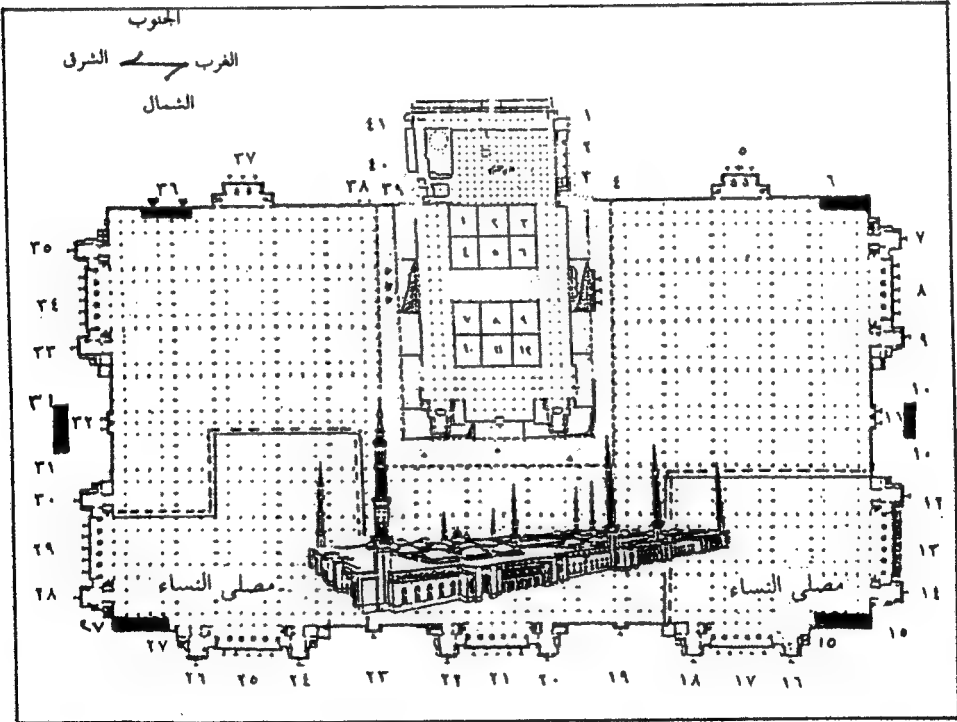 الجنوب
الغرب الشرق
الشمال
٤١ ١
٤٠ ٢
٣
٣٧ ٣٨ ٣٩ ٤ ٥
٣٦ ٦
١ ٢ ٣
٤ ٥ ٦
٣٥ ٧
٣٤ ٨
٧ ٨ ٩
١٠ ١١ ١٢
٣٣ ٩
٣١ ١٠
٣٢ ١١
٣١ ١٠
٣٠ ١٢
٢٩ ١٣
مصلى النساء مصلى النساء
٢٨ ١٤
٢٧ ١٥
٢٧ ١٥
٢٦ ٢٥ ٢٤ ٢٣ ٢٢ ٢١ ٢٠ ١٩ ١٨ ١٧ ١٦